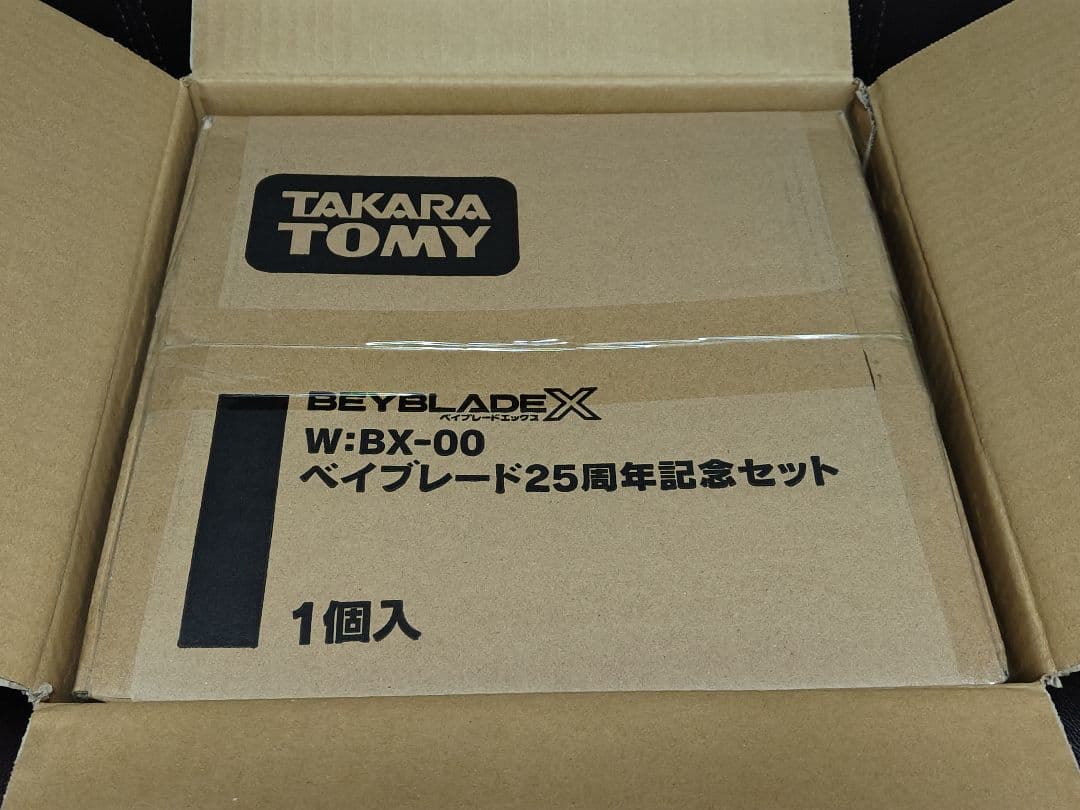 TAKARA
TOMY
BEYBLADE X
ベイブレードエックス
W:BX-00
ベイブレード25周年記念セット
1個入